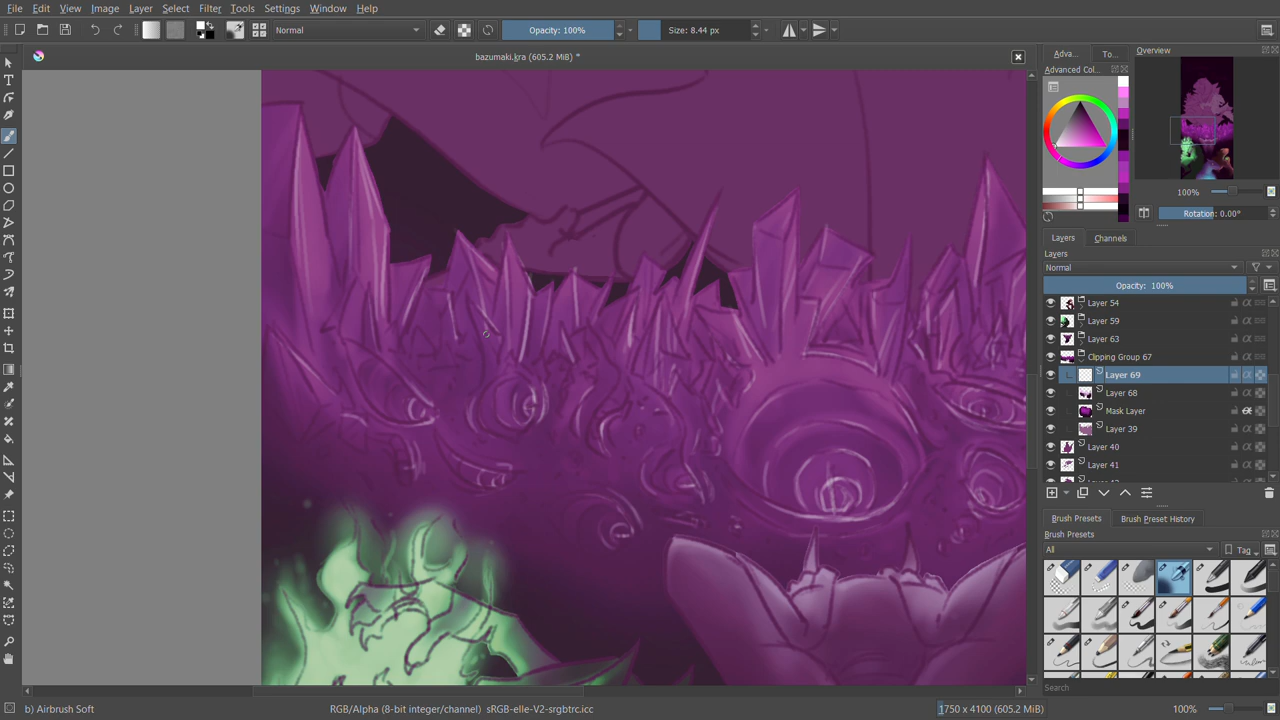 File Edit View Image Layer Select Filter Tools Settings Window Help
Normal
Opacity: 100%
Size: 8.44 px
bazumaki.kra (605.2 MiB) *
Adva...
To...
Overview
Advanced Col...
100%
Rotation: 0.00°
Layers
Channels
Layers
Normal
Opacity: 100%
Layer 54
Layer 59
Layer 63
Clipping Group 67
Layer 69
Layer 68
Mask Layer
Layer 39
Layer 40
Layer 41
Brush Presets
Brush Preset History
Brush Presets
All
Tag
Search
b) Airbrush Soft
RGB/Alpha (8-bit integer/channel) sRGB-elle-V2-srgbtrc.icc
1750 x 4100 (605.2 MiB)
100%